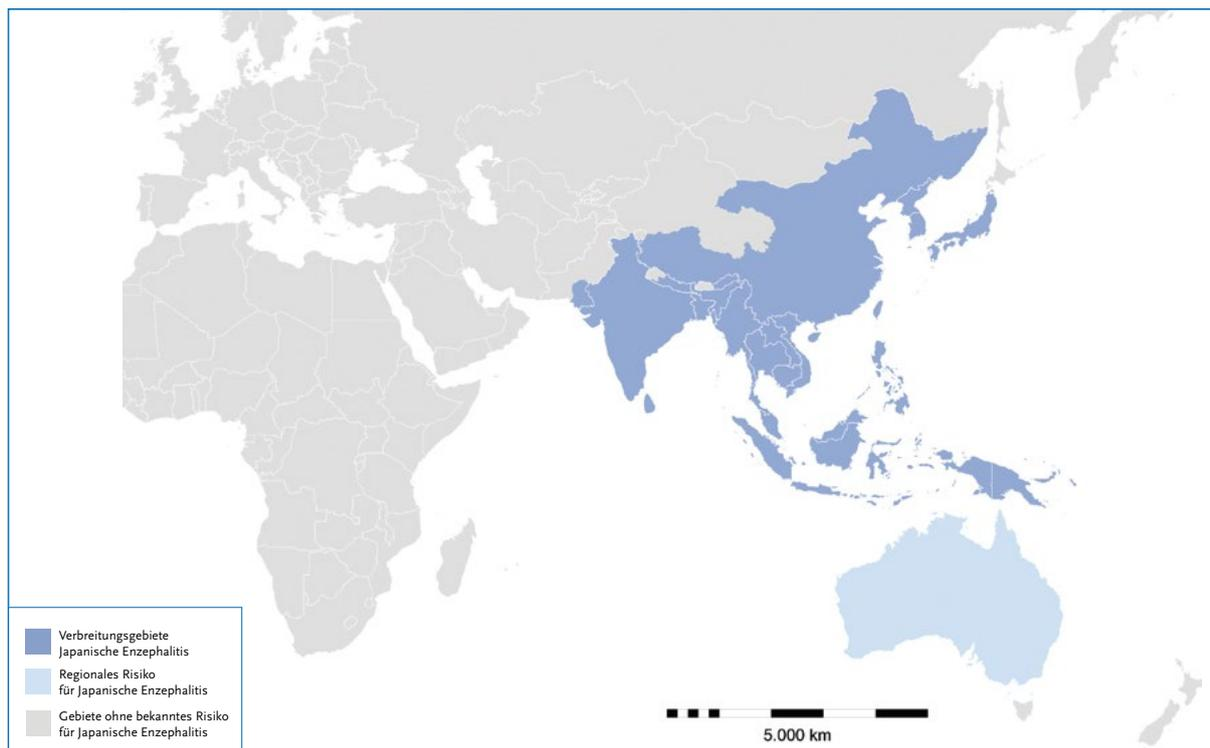 Verbreitungsgebiete
Japanische Enzephalitis
Regionales Risiko
für Japanische Enzephalitis
Gebiete ohne bekanntes Risiko
für Japanische Enzephalitis
5.000 km